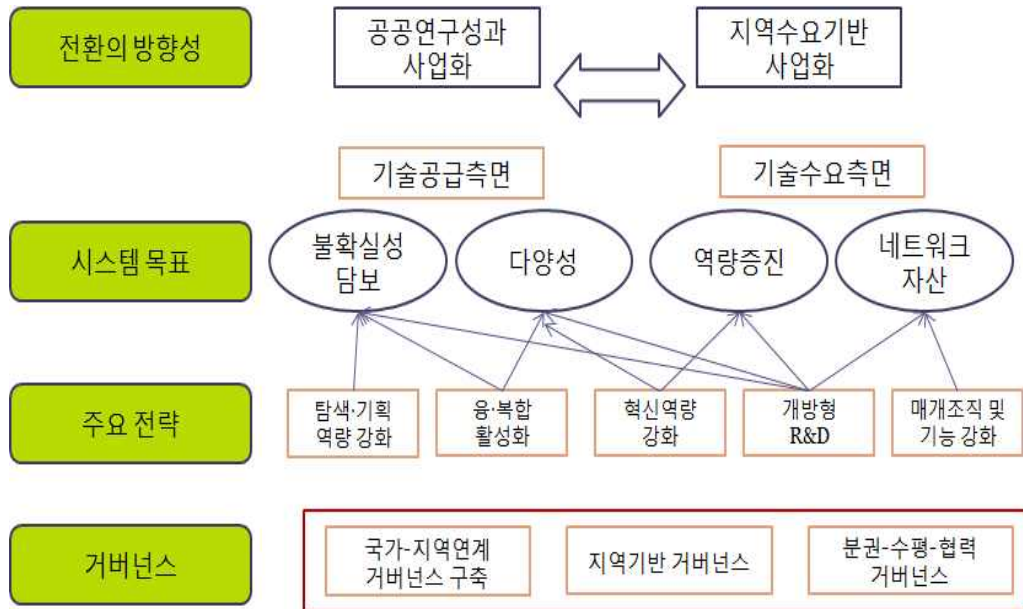 전환의 방향성
공공연구성과
사업화
지역수요기반
사업화
기술공급측면
기술수요측면
시스템 목표
불확실성
담보
다양성
역량증진
네트워크
자산
주요 전략
탐색·기획
역량 강화
융·복합
활성화
혁신역량
강화
개방형
R&D
매개조직 및
기능 강화
거버넌스
국가-지역연계
거버넌스 구축
지역기반 거버넌스
분권-수평-협력
거버넌스